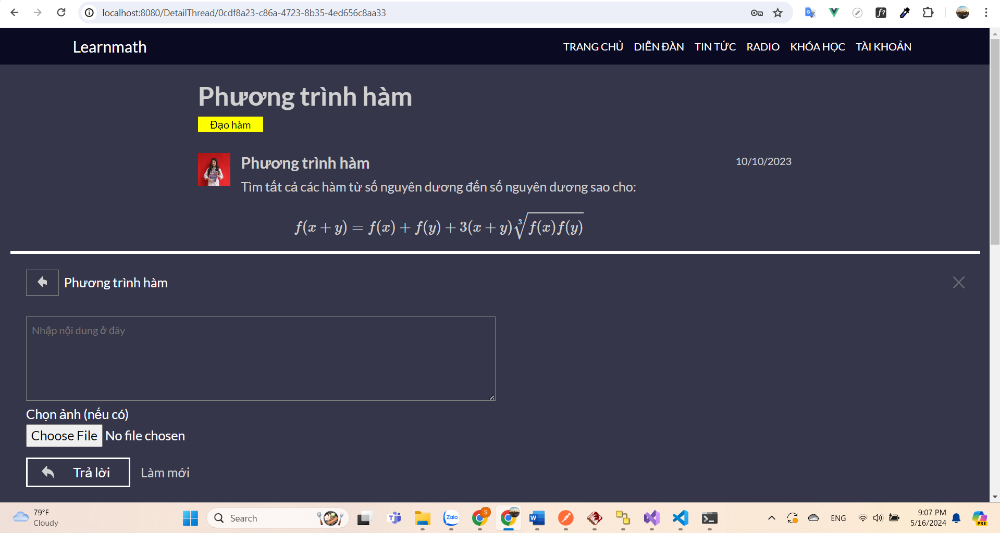 localhost:8080/DetailThread/0cdf8a23-c86a-4723-8b35-4ed656c8aa33
Learnmath
TRANG CHỦ DIỄN ĐÀN TIN TỨC RADIO KHÓA HỌC TÀI KHOẢN
Phương trình hàm
Đạo hàm
Phương trình hàm 10/10/2023
Tìm tất cả các hàm từ số nguyên dương đến số nguyên dương sao cho:
f(x + y) = f(x) + f(y) + 3(x + y)∛f(x)f(y)
Phương trình hàm
Nhập nội dung ở đây
Chọn ảnh (nếu có)
Choose File No file chosen
Trả lời Làm mới
79°F
Cloudy
Search
Zalo
S
ENG
9:07 PM
5/16/2024
PRE